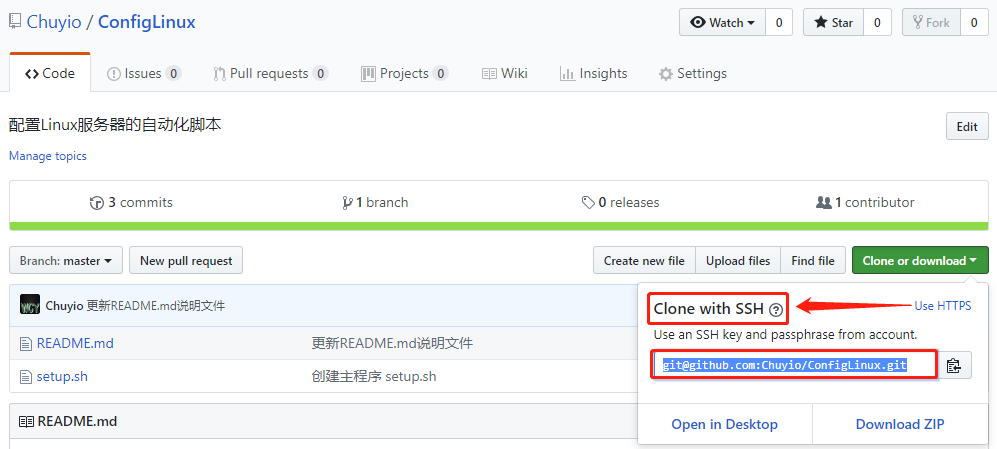 Chuyio / ConfigLinux
Watch 0 Star 0 Fork 0
Code Issues 0 Pull requests 0 Projects 0 Wiki Insights Settings
配置Linux服务器的自动化脚本 Edit
Manage topics
3 commits 1 branch 0 releases 1 contributor
Branch: master New pull request Create new file Upload files Find file Clone or download
Chuyio 更新README.md说明文件
Clone with SSH ? Use HTTPS
Use an SSH key and passphrase from account.
README.md 更新README.md说明文件
git@github.com:Chuyio/ConfigLinux.git
setup.sh 创建主程序 setup.sh
README.md
Open in Desktop Download ZIP